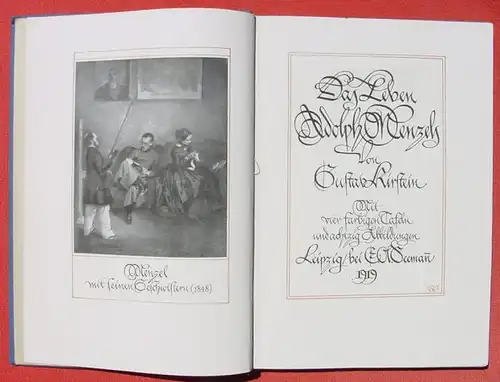 Menzel
mit seinen Geschwistern (1848)
Das Leben
Adolph Menzels
Von
Gustav Kirstein
Mit
vier farbigen Tafeln
und achtzig Abbildungen
Leipzig/bei E.A. Seemañ
1919